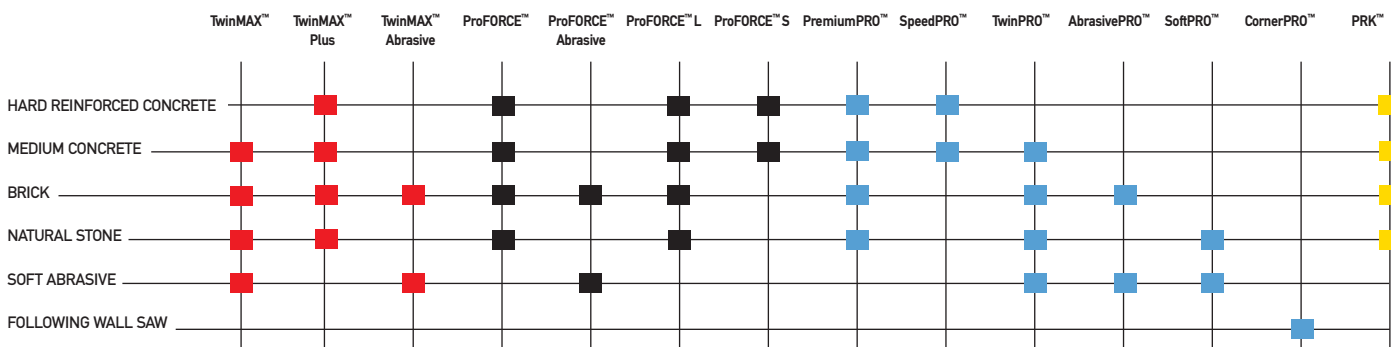 TwinMAX™ TwinMAX™ TwinMAX™ ProFORCE™ ProFORCE™ ProFORCE™ L ProFORCE™ S PremiumPRO™ SpeedPRO™ TwinPRO™ AbrasivePRO™ SoftPRO™ CornerPRO™ PRK™
Plus Abrasive Abrasive
HARD REINFORCED CONCRETE
MEDIUM CONCRETE
BRICK
NATURAL STONE
SOFT ABRASIVE
FOLLOWING WALL SAW